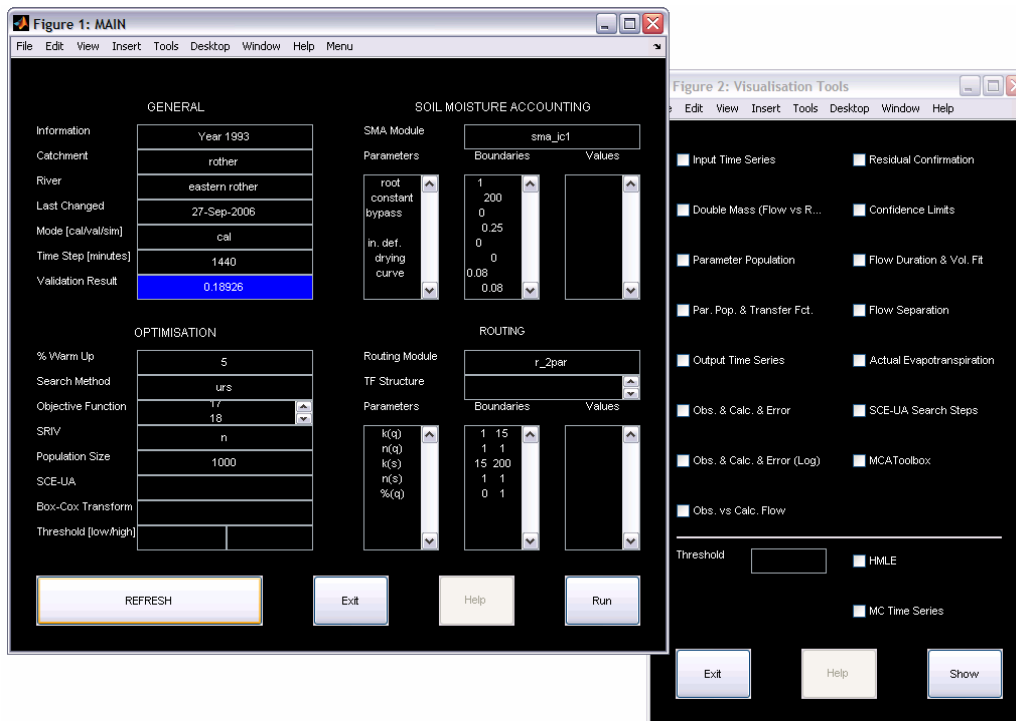 Figure 1: MAIN
File Edit View Insert Tools Desktop Window Help Menu
GENERAL
Information Year 1993
Catchment rother
River eastern rother
Last Changed 27-Sep-2006
Mode [cal/val/sim] cal
Time Step [minutes] 1440
Validation Result 0.18926
SOIL MOISTURE ACCOUNTING
SMA Module sma_ic1
Parameters Boundaries Values
root 1
constant 200
bypass 0
0.25
in. def. 0
drying 0
curve 0.08
0.08
OPTIMISATION
% Warm Up 5
Search Method urs
Objective Function 17
18
SRIV n
Population Size 1000
SCE-UA
Box-Cox Transform
Threshold [low/high]
ROUTING
Routing Module r_2par
TF Structure
Parameters Boundaries Values
k(q) 1 15
n(q) 1 1
k(s) 15 200
n(s) 1 1
%(q) 0 1
REFRESH Exit Help Run
Figure 2: Visualisation Tools
Edit View Insert Tools Desktop Window Help
Input Time Series Residual Confirmation
Double Mass (Flow vs R... Confidence Limits
Parameter Population Flow Duration & Vol. Fit
Par. Pop. & Transfer Fct. Flow Separation
Output Time Series Actual Evapotranspiration
Obs. & Calc. & Error SCE-UA Search Steps
Obs. & Calc. & Error (Log) MCAToolbox
Obs. vs Calc. Flow
Threshold HMLE
MC Time Series
Exit Help Show